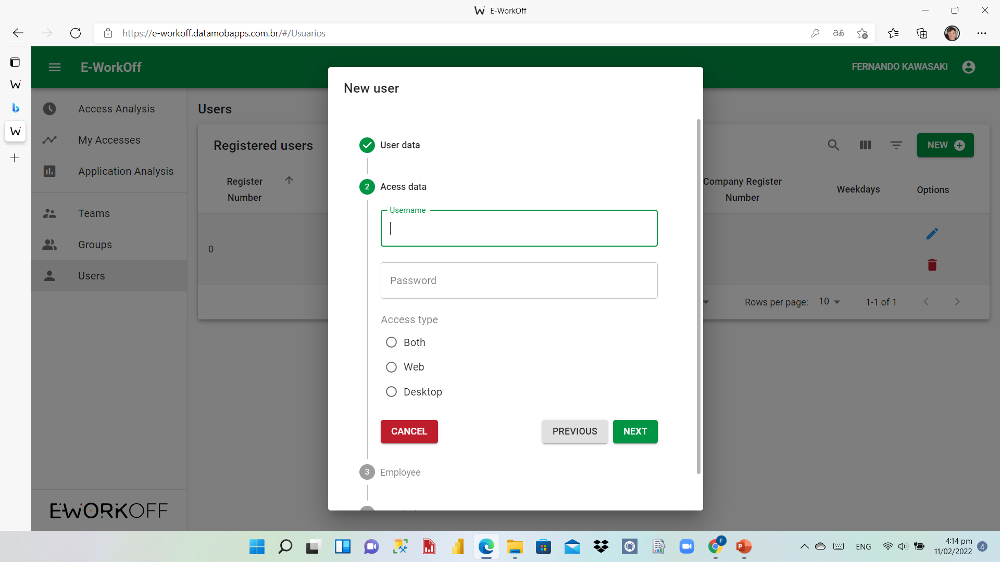 E-WorkOff
https://e-workoff.datamobapps.com.br/#/Usuarios
E-WorkOff
FERNANDO KAWASAKI
Access Analysis
My Accesses
Application Analysis
Teams
Groups
Users
EWORKOFF
Users
Registered users
NEW
Register
Number
Company Register
Number
Weekdays
Options
0
Rows per page:
10
1-1 of 1
New user
User data
2
Acess data
Username
Password
Access type
Both
Web
Desktop
CANCEL
PREVIOUS
NEXT
3
Employee
ENG
4:14 pm
11/02/2022
4